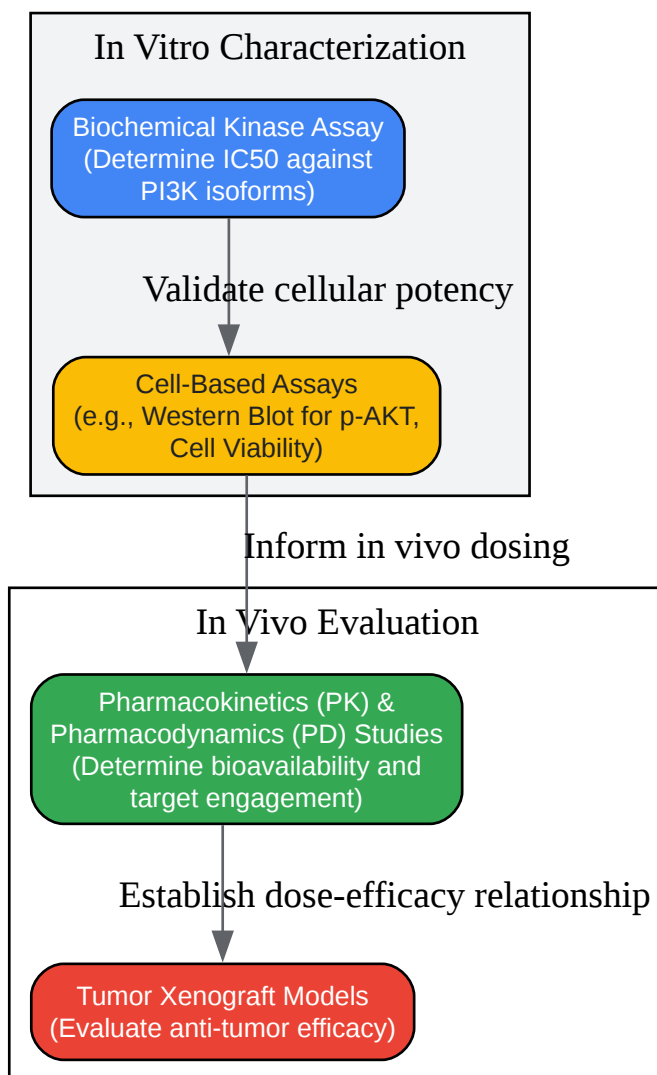 In Vitro Characterization
Biochemical Kinase Assay
(Determine IC50 against
PI3K isoforms)
Validate cellular potency
Cell-Based Assays
(e.g., Western Blot for p-AKT,
Cell Viability)
Inform in vivo dosing
In Vivo Evaluation
Pharmacokinetics (PK) &
Pharmacodynamics (PD) Studies
(Determine bioavailability and
target engagement)
Establish dose-efficacy relationship
Tumor Xenograft Models
(Evaluate anti-tumor efficacy)